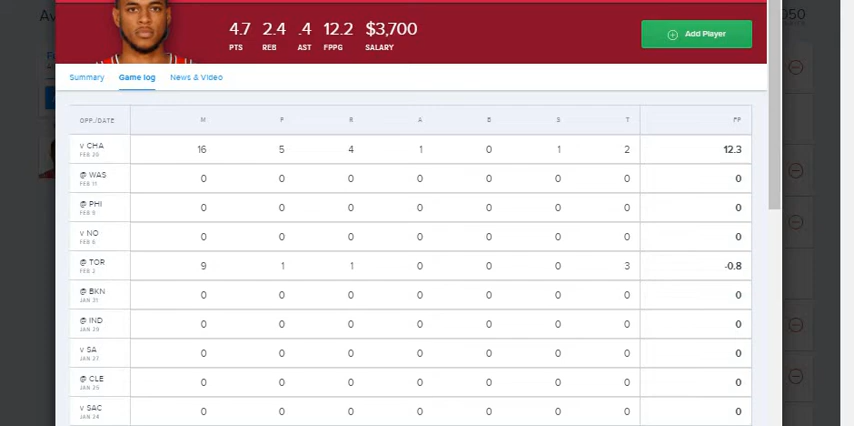 Av
050
4.7 2.4 .4 12.2 $3,700
PTS REB AST FPPG SALARY
Add Player
Summary Game log News & Video
OPP./DATE M P R A B S T FP
v CHA 16 5 4 1 0 1 2 12.3
FEB 20
@ WAS 0 0 0 0 0 0 0 0
FEB 11
@ PHI 0 0 0 0 0 0 0 0
v NO 0 0 0 0 0 0 0 0
@ TOR 9 1 1 0 0 0 3 -0.8
FEB 2
@ BKN 0 0 0 0 0 0 0 0
JAN 31
@ IND 0 0 0 0 0 0 0 0
JAN 29
v SA 0 0 0 0 0 0 0 0
JAN 27
@ CLE 0 0 0 0 0 0 0 0
JAN 25
v SAC 0 0 0 0 0 0 0 0
JAN 24